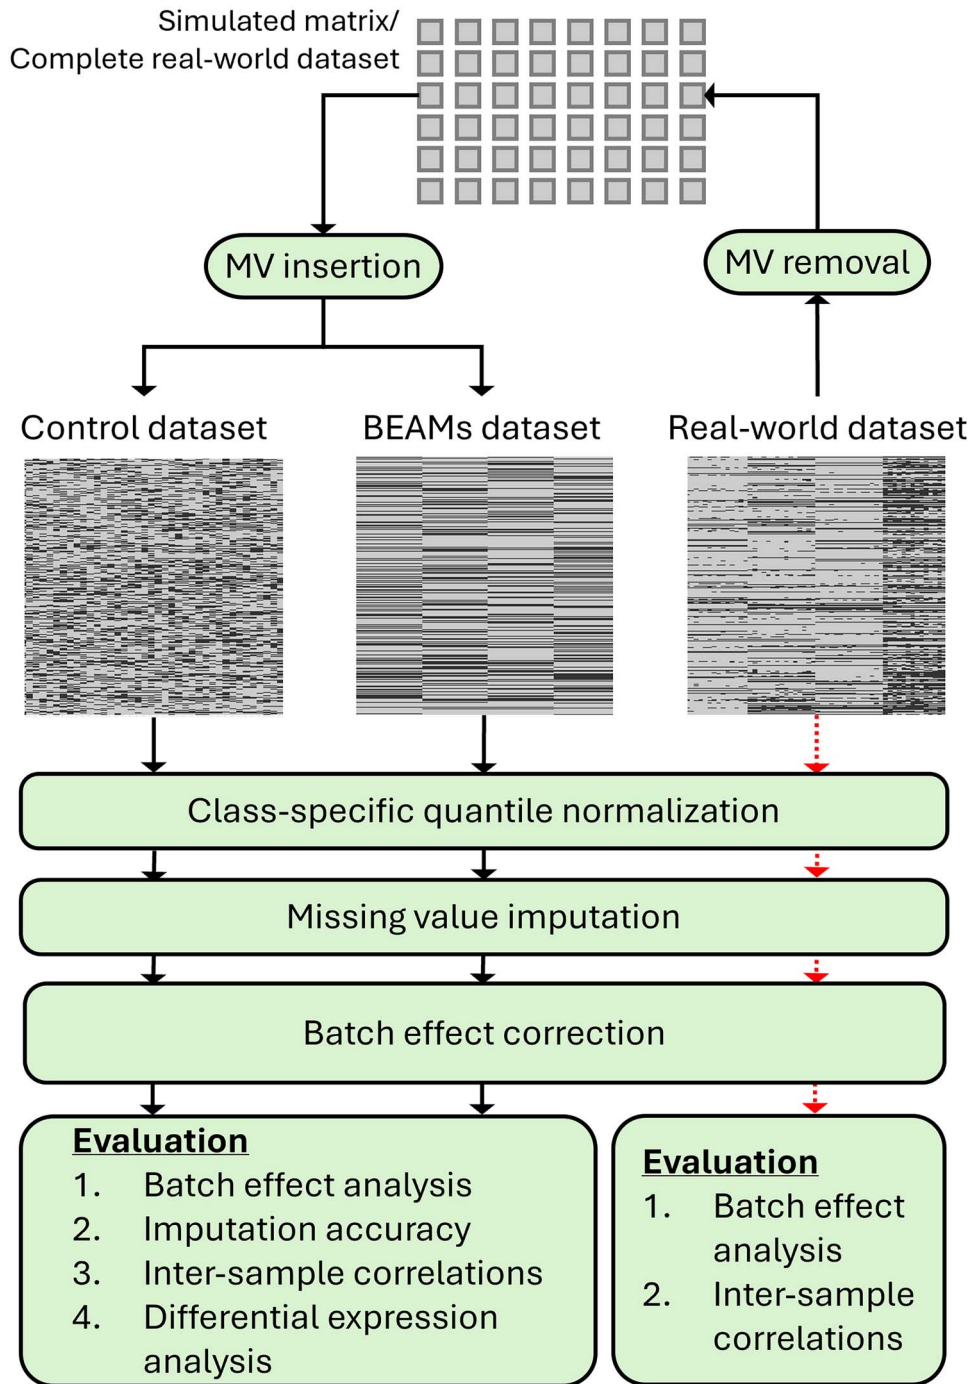 Simulated matrix/
Complete real-world dataset
MV insertion
MV removal
Control dataset
BEAMs dataset
Real-world dataset
Class-specific quantile normalization
Missing value imputation
Batch effect correction
Evaluation
1. Batch effect analysis
2. Imputation accuracy
3. Inter-sample correlations
4. Differential expression
analysis
Evaluation
1. Batch effect
analysis
2. Inter-sample
correlations